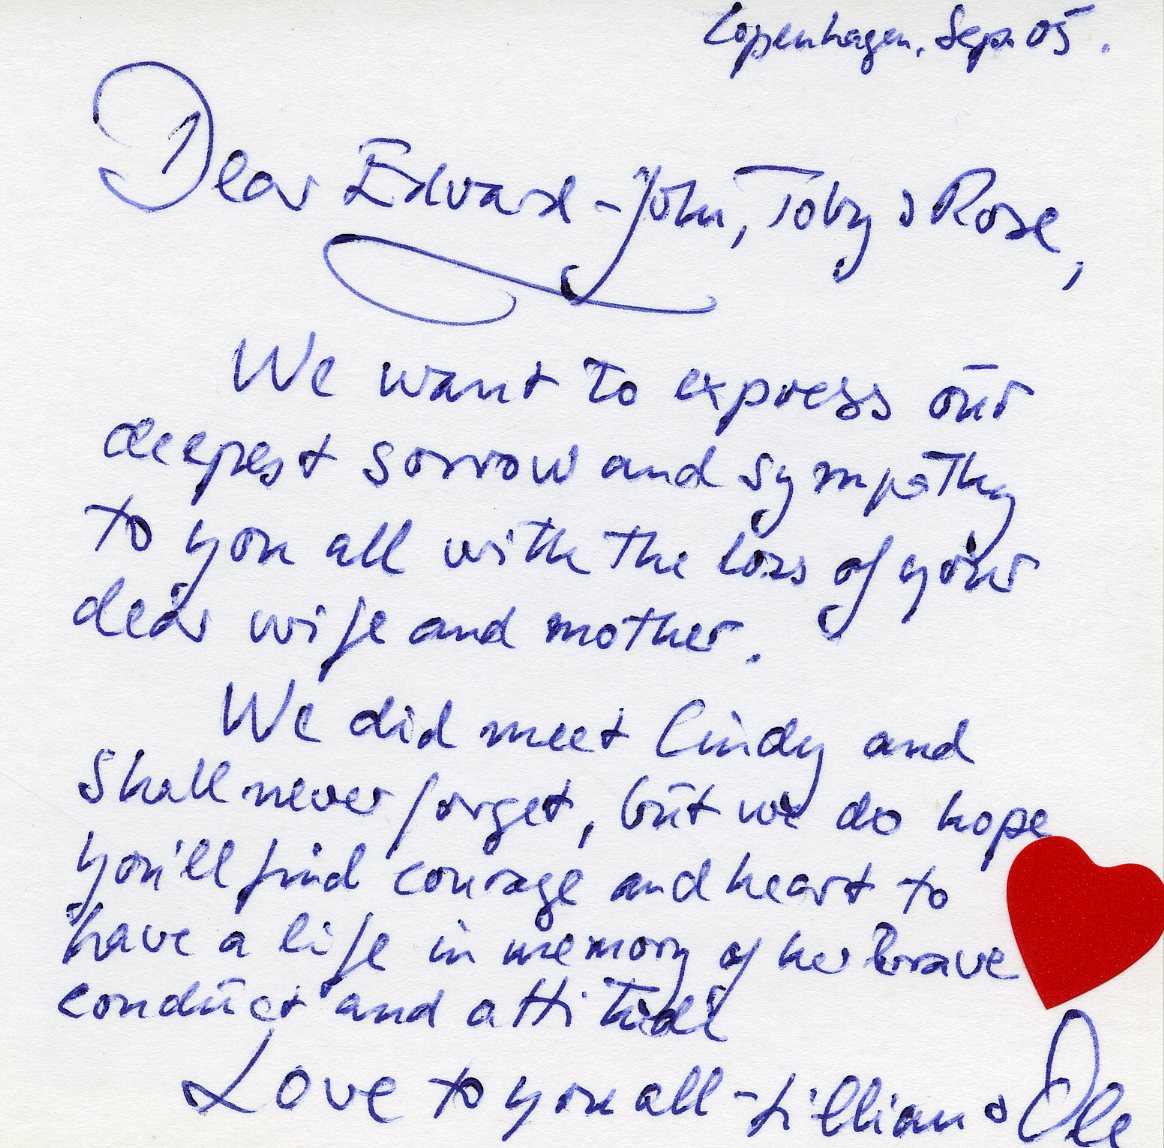 Copenhagen, Sep. 05.
Dear Edvard-John, Toby & Rose,
We want to express our
deepest sorrow and sympathy
to you all with the loss of your
dear wife and mother.
We did meet Cindy and
shall never forget, but we do hope
you'll find courage and heart to
have a life in memory of her brave
conduct and attitude
Love to you all - Lillian & Ole